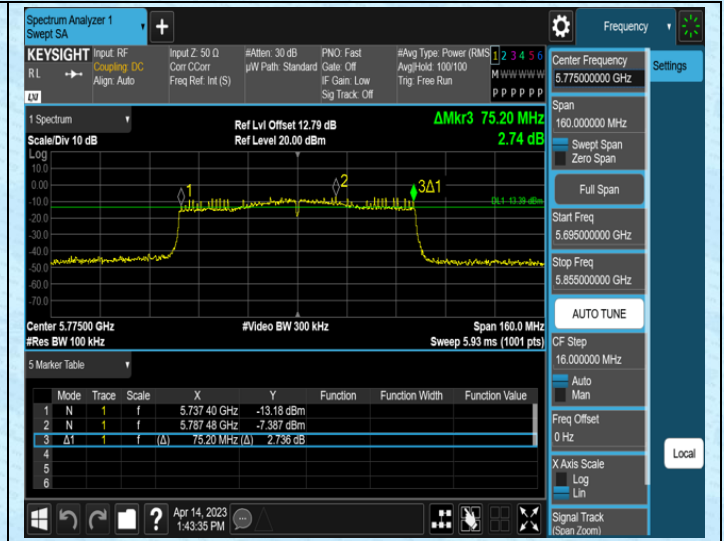 Spectrum Analyzer 1
Swept SA
Frequency
KEYSIGHT
RL
LXI
Input: RF
Coupling: DC
Align: Auto
Input Z: 50 Ω
Corr CCorr
Freq Ref: Int (S)
#Atten: 30 dB
µW Path: Standard
PNO: Fast
Gate: Off
IF Gain: Low
Sig Track: Off
#Avg Type: Power (RMS
Avg|Hold: 100/100
Trig: Free Run
1 2 3 4 5 6
M W W W W W
P P P P P P
Center Frequency
5.775000000 GHz
Settings
1 Spectrum
Scale/Div 10 dB
Ref Lvl Offset 12.79 dB
Ref Level 20.00 dBm
ΔMkr3 75.20 MHz
2.74 dB
Log
10.0
0.00
-10.0
-20.0
-30.0
-40.0
-50.0
-60.0
-70.0
1
2
3Δ1
DL1 -13.39 dBm
Center 5.77500 GHz
#Res BW 100 kHz
#Video BW 300 kHz
Span 160.0 MHz
Sweep 5.93 ms (1001 pts)
Span
160.000000 MHz
Swept Span
Zero Span
Full Span
Start Freq
5.695000000 GHz
Stop Freq
5.855000000 GHz
AUTO TUNE
CF Step
16.000000 MHz
Auto
Man
Freq Offset
0 Hz
X Axis Scale
Log
Lin
Signal Track
(Span Zoom)
Local
5 Marker Table
Mode Trace Scale X Y Function Function Width Function Value
1 N 1 f 5.737 40 GHz -13.18 dBm
2 N 1 f 5.787 48 GHz -7.387 dBm
3 Δ1 1 f (Δ) 75.20 MHz (Δ) 2.736 dB
4
5
6
?
Apr 14, 2023
1:43:35 PM